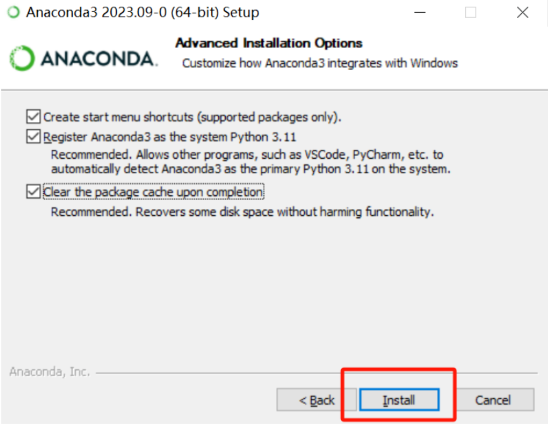 Anaconda3 2023.09-0 (64-bit) Setup
ANACONDA.
Advanced Installation Options
Customize how Anaconda3 integrates with Windows
Create start menu shortcuts (supported packages only).
Register Anaconda3 as the system Python 3.11
Recommended. Allows other programs, such as VSCode, PyCharm, etc. to
automatically detect Anaconda3 as the primary Python 3.11 on the system.
Clear the package cache upon completion
Recommended. Recovers some disk space without harming functionality.
Anaconda, Inc.
< Back
Install
Cancel